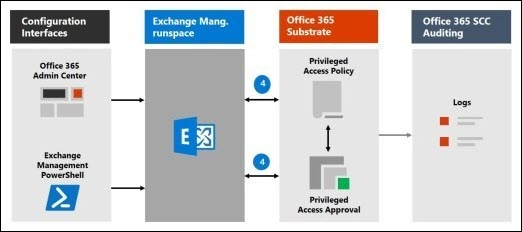 Configuration
Interfaces
Exchange Mang.
runspace
Office 365
Substrate
Office 365 SCC
Auditing
Office 365
Admin Center
Exchange
Management
PowerShell
E
4
4
Privileged
Access Policy
Privileged
Access Approval
Logs